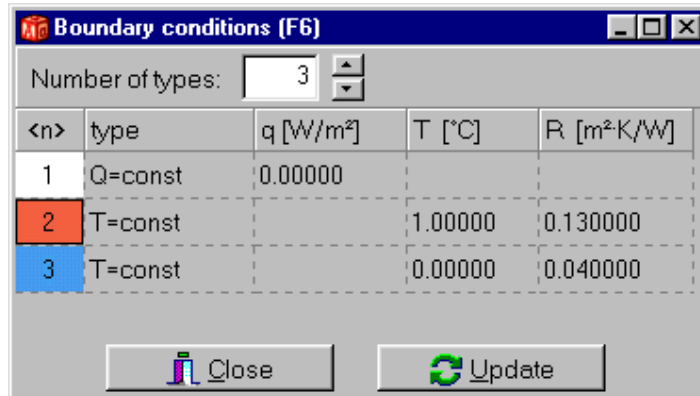 Boundary conditions (F6)
Number of types: 3
<n> type q [W/m²] T [°C] R [m²·K/W]
1 Q=const 0.00000
2 T=const 1.00000 0.130000
3 T=const 0.00000 0.040000
Close Update